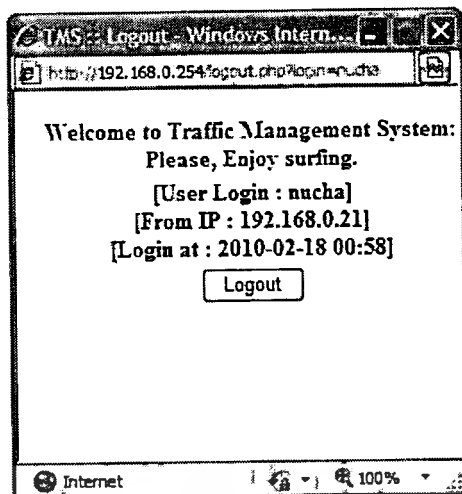 TMS :: Logout - Windows Intern...
http://192.168.0.254/logout.php?login=nucha
Welcome to Traffic Management System:
Please, Enjoy surfing.
[User Login : nucha]
[From IP : 192.168.0.21]
[Login at : 2010-02-18 00:58]
Logout
Internet
100%